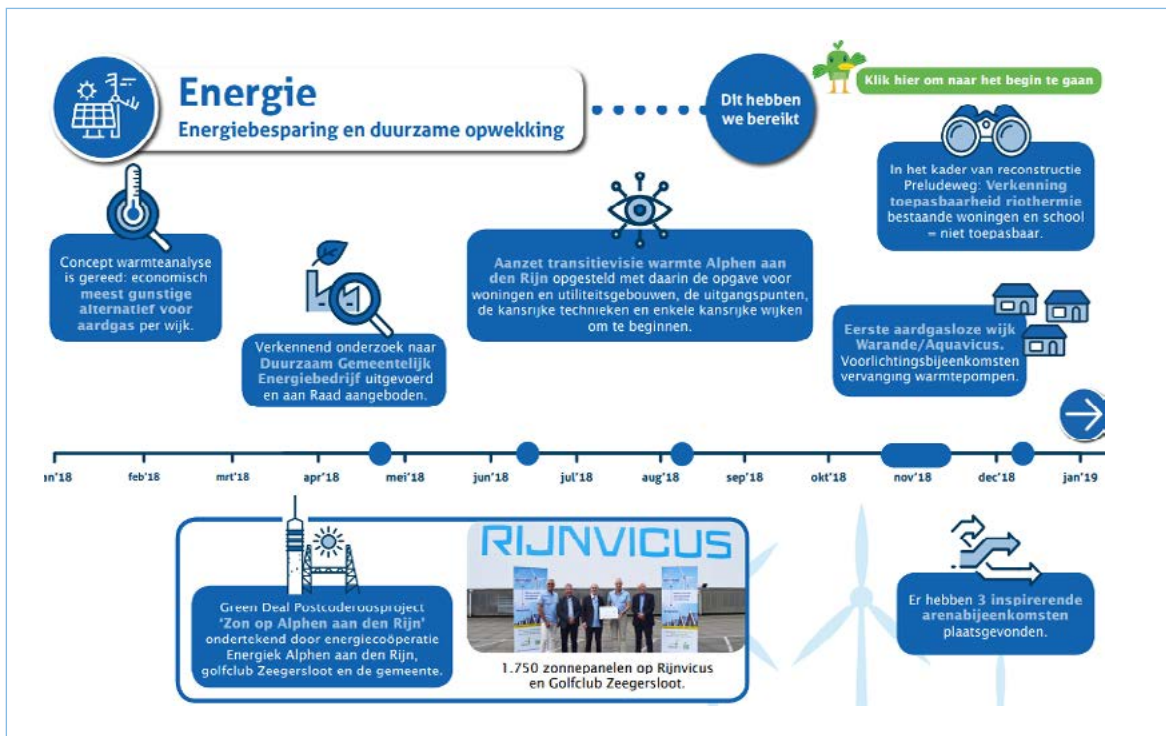 Energie
Energiebesparing en duurzame opwekking
Dit hebben
we bereikt
Klik hier om naar het begin te gaan
In het kader van reconstructie
Preludeweg: Verkenning
toepasbaarheid riothermie
bestaande woningen en school
– niet toepasbaar.
Concept warmteanalyse
is gereed: economisch
meest gunstige
alternatief voor
aardgas per wijk.
Verkennend onderzoek naar
Duurzaam Gemeentelijk
Energiebedrijf uitgevoerd
en aan Raad aangeboden.
Aanzet transitievisie warmte Alphen aan
den Rijn opgesteld met daarin de opgave voor
woningen en utiliteitsgebouwen, de uitgangspunten,
de kansrijke technieken en enkele kansrijke wijken
om te beginnen.
Eerste aardgasloze wijk
Warande/Aquavicus.
Voorlichtingsbijeenkomsten
vervanging warmtepompen.
an'18 feb'18 mrt'18 apr'18 mei'18 jun'18 jul'18 aug'18 sep'18 okt'18 nov'18 dec'18 jan'19
Green Deal Postcoderoosproject
'Zon op Alphen aan den Rijn'
ondertekend door energiecoöperatie
Energiek Alphen aan den Rijn,
golfclub Zeegersloot en de gemeente.
RIJNVICUS
1.750 zonnepanelen op Rijnvicus
en Golfclub Zeegersloot.
Er hebben 3 inspirerende
arenabijeenkomsten
plaatsgevonden.